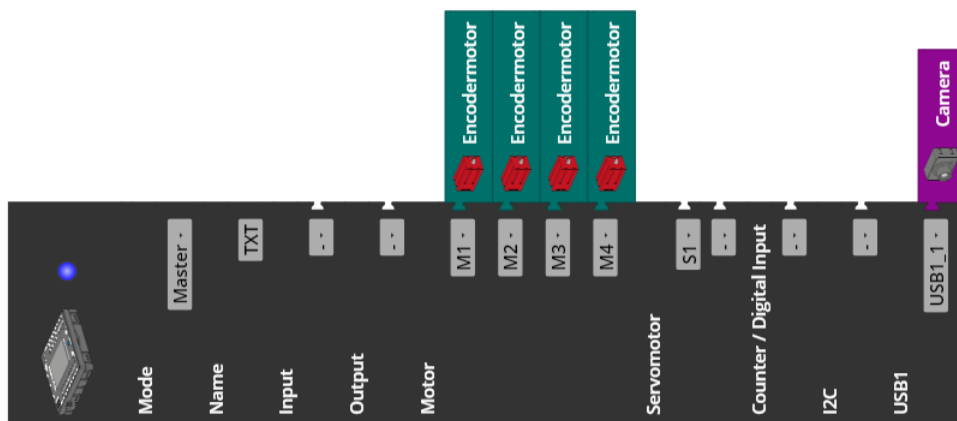 Mode
Master
Name
TXT
Input
-
Output
-
Motor
M1
Encodermotor
M2
Encodermotor
M3
Encodermotor
M4
Encodermotor
Servomotor
S1
Counter / Digital Input
-
I2C
-
USB1
-
USB1_1
Camera